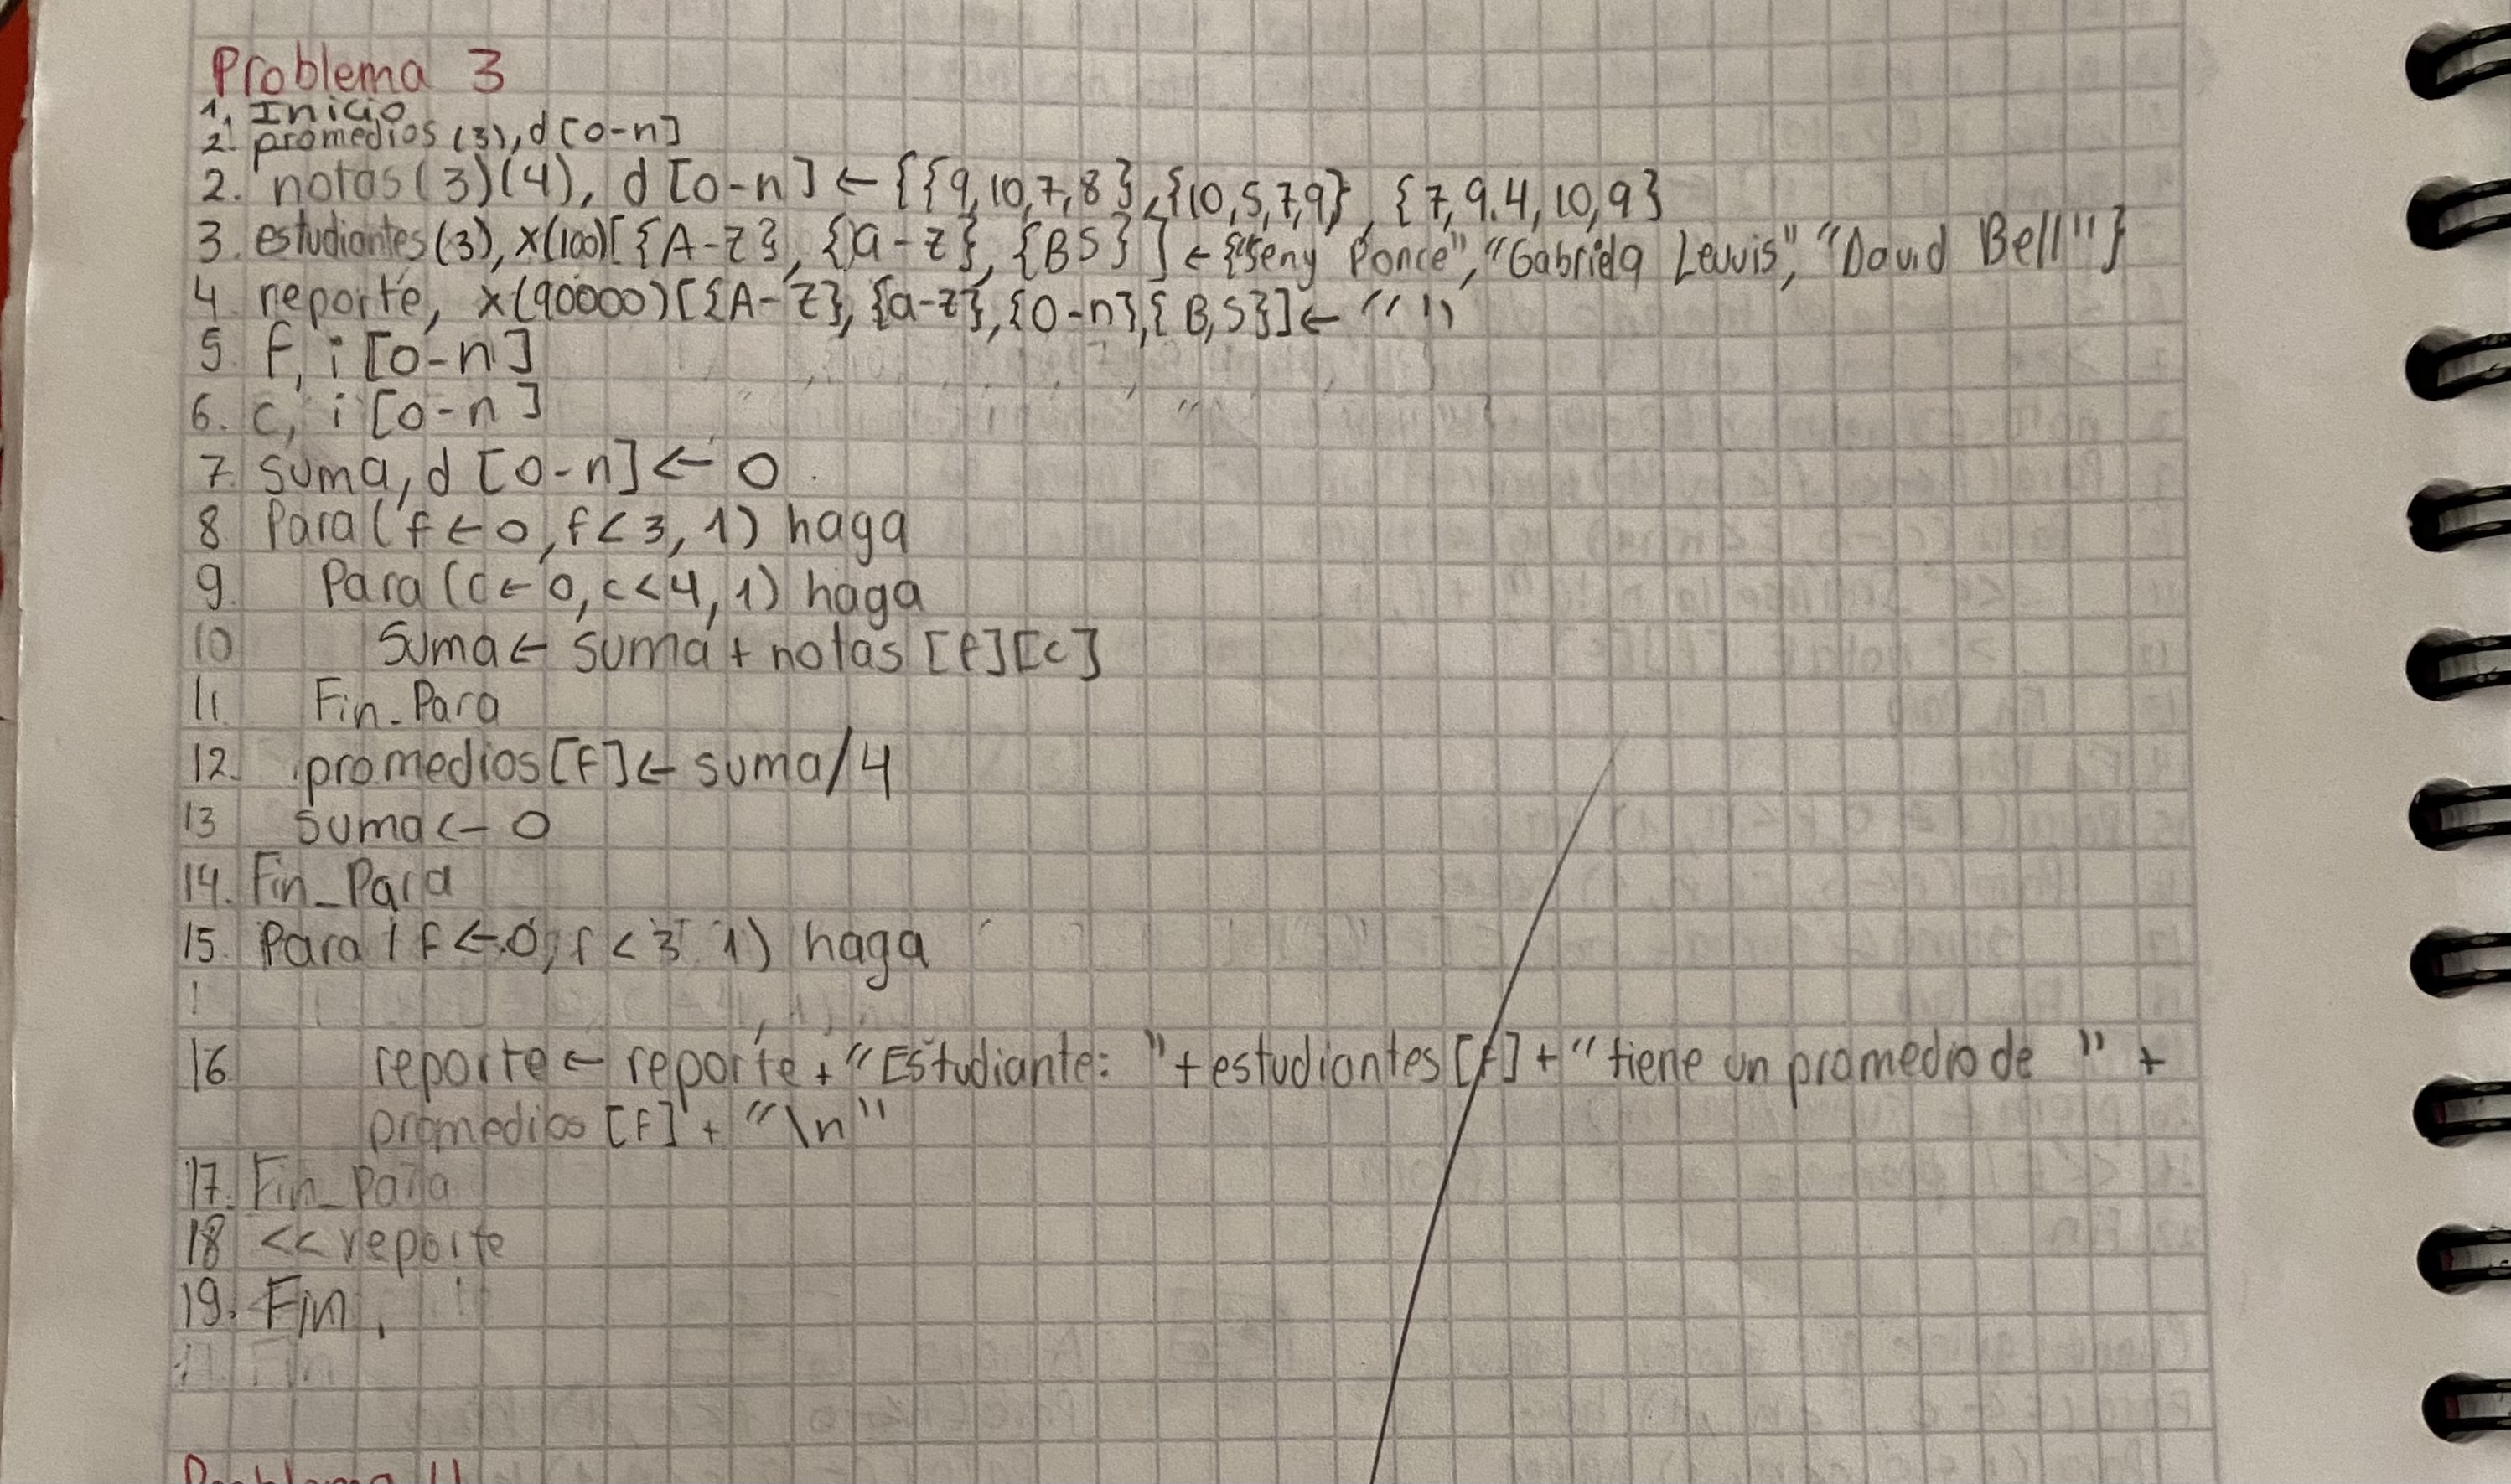 Problema 3
1. Inicio
2. promedios (3), d[0-n]
2. notas(3)(4), d [0-n] ← {{9,10,7,8}, {10,5,7,9}, {7,9.4,10,9}
3. estudiantes(3), x(100)[{A-Z}, {a-z}, {BS}] ← {"Yeny Ponce", "Gabriela Lewis", "David Bell"}
4. reporte, x(90000)[{A-Z}, {a-z}, {0-n}, {B,S}] ← " "
5. f, i [0-n]
6. c, i [0-n]
7. suma, d [0-n] ← 0
8. Para (f ← 0, f < 3, 1) haga
9. Para (c ← 0, c < 4, 1) haga
10 Suma ← suma + notas [f][c]
11. Fin_Para
12. promedios [f] ← suma/4
13 suma ← 0
14. Fin_Para
15. Para ( f ← 0, f < 3 1) haga
16 reporte ← reporte + "Estudiante: " + estudiantes [f] + "tiene un promedio de " +
promedios [f] + "\n"
17. Fin_Para
18 << reporte
19. Fin.
Fin